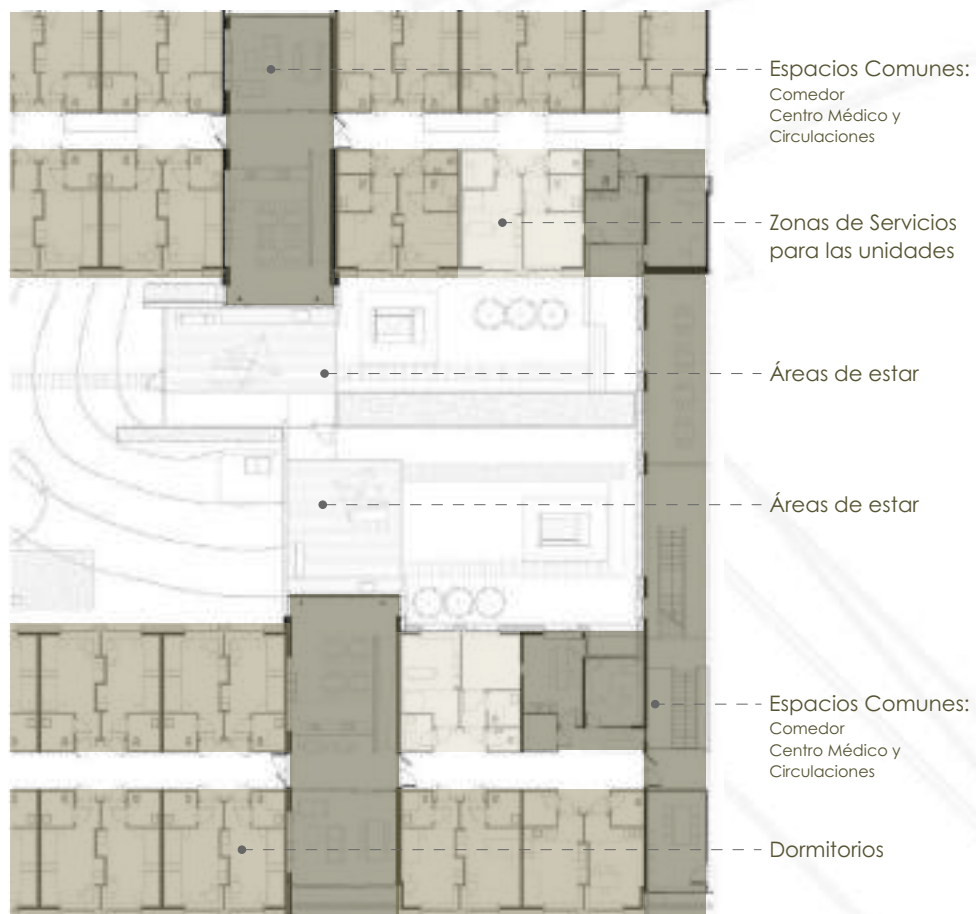 Espacios Comunes:
Comedor
Centro Médico y
Circulaciones
Zonas de Servicios
para las unidades
Áreas de estar
Áreas de estar
Espacios Comunes:
Comedor
Centro Médico y
Circulaciones
Dormitorios